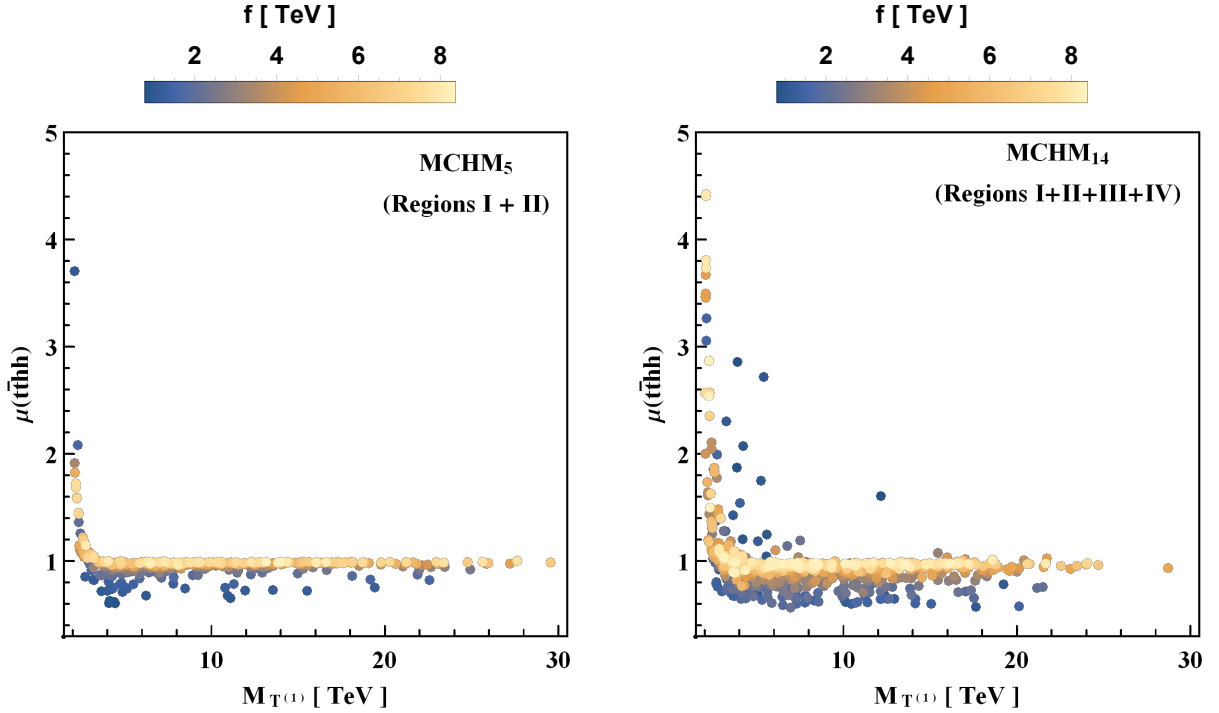 f [ TeV ]
2 4 6 8
5
4
3
2
1
MCHM₅
(Regions I + II)
μ(tt̄hh)
10 20 30
M_T⁽¹⁾ [ TeV ]
f [ TeV ]
2 4 6 8
5
4
3
2
1
MCHM₁₄
(Regions I+II+III+IV)
μ(tt̄hh)
10 20 30
M_T⁽¹⁾ [ TeV ]